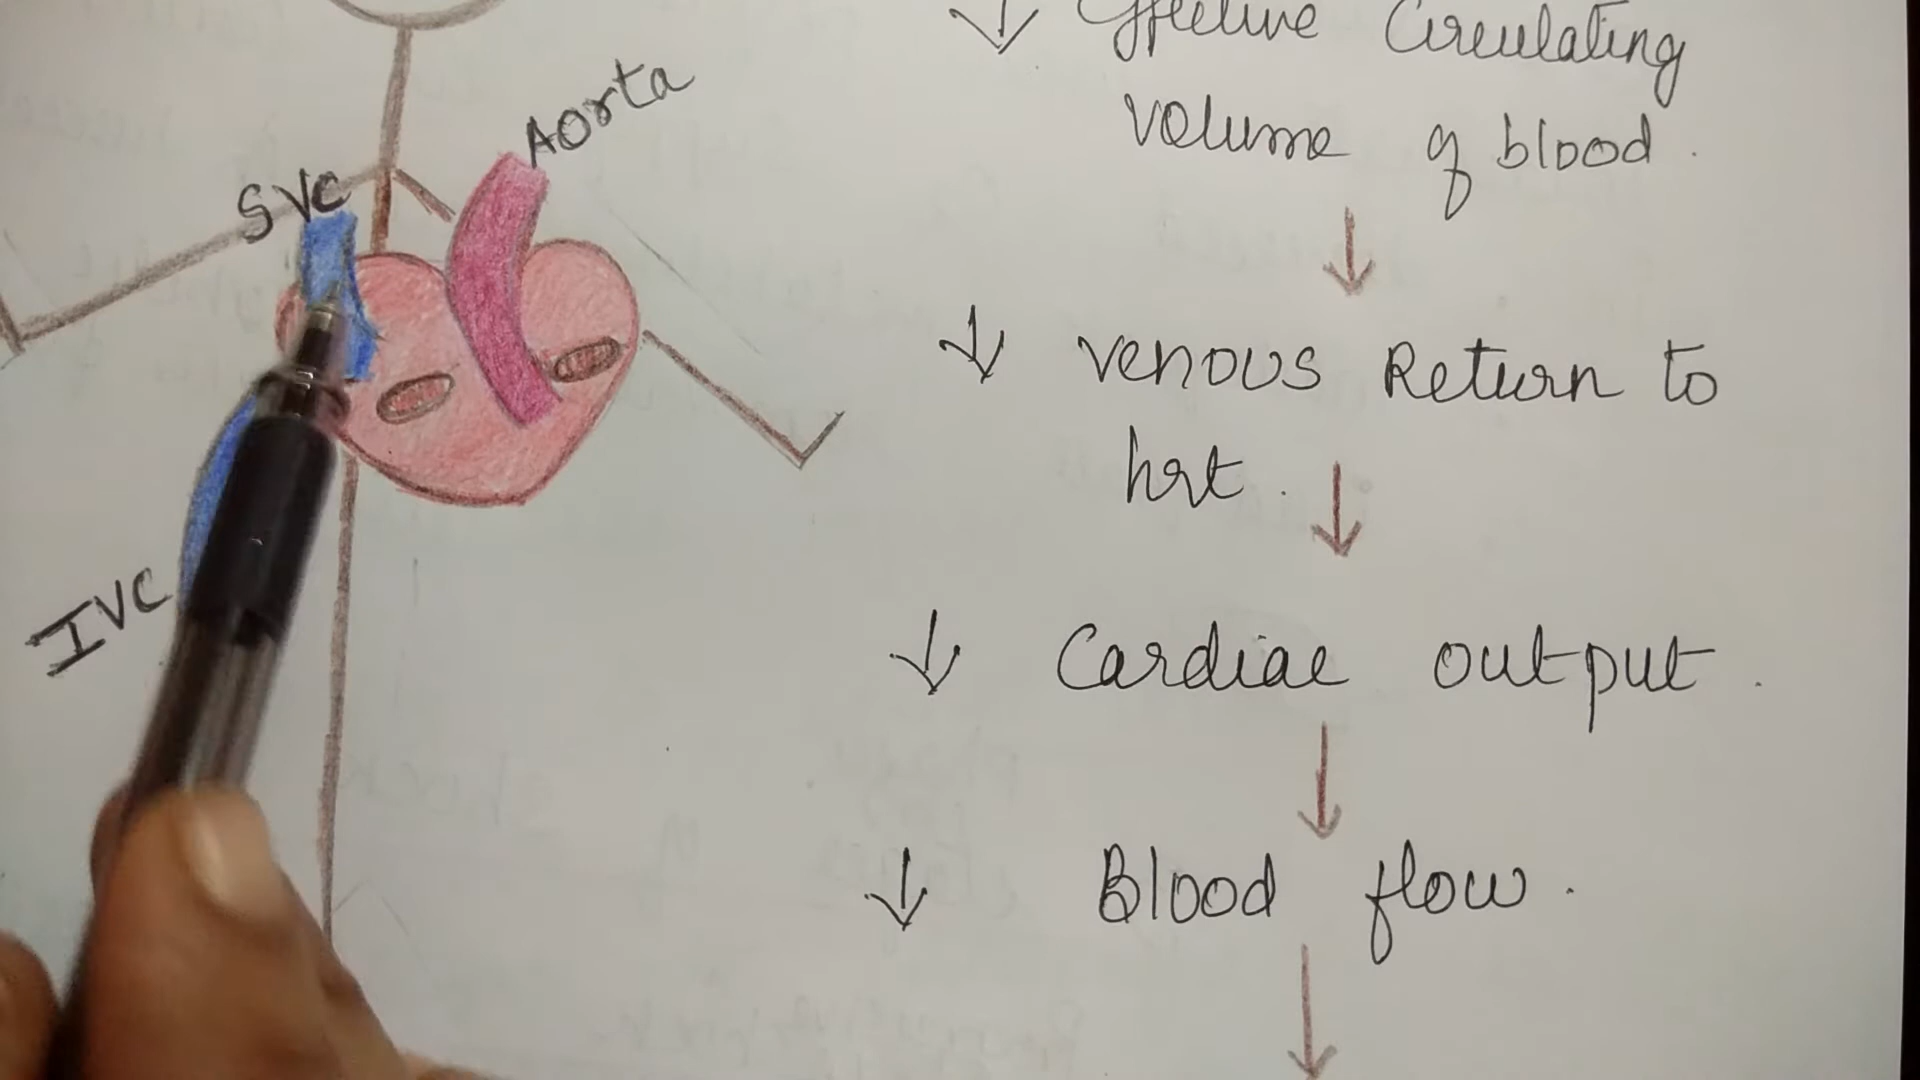 ↓ Effective Circulating
volume of blood.
↓
↓ venous Return to
hrt.
↓
↓ Cardiac output.
↓
↓ Blood flow.
↓
Aorta
SVC
IVC